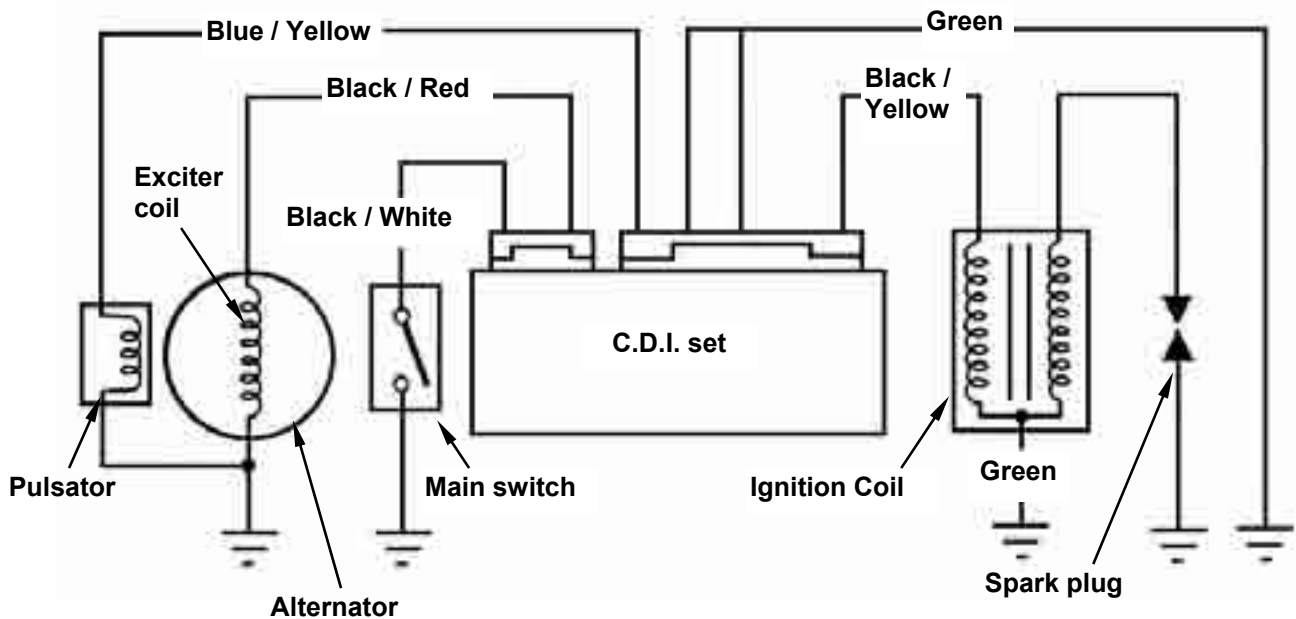 Blue / Yellow
Green
Black / Red
Black /
Yellow
Exciter
coil
Black / White
C.D.I. set
Pulsator
Main switch
Ignition Coil
Green
Spark plug
Alternator